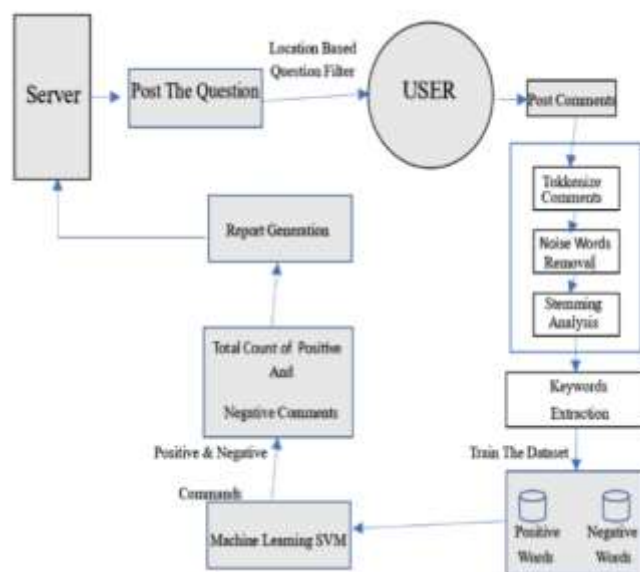 Location Based
Question Filter
Server
Post The Question
USER
Post Comments
Tokkenize
Comments
Noise Words
Removal
Stemming
Analysis
Report Generation
Total Count of Positive
And
Negative Comments
Keywords
Extraction
Positive & Negative
Commands
Train The Dataset
Machine Learning SVM
Positive
Words
Negative
Words